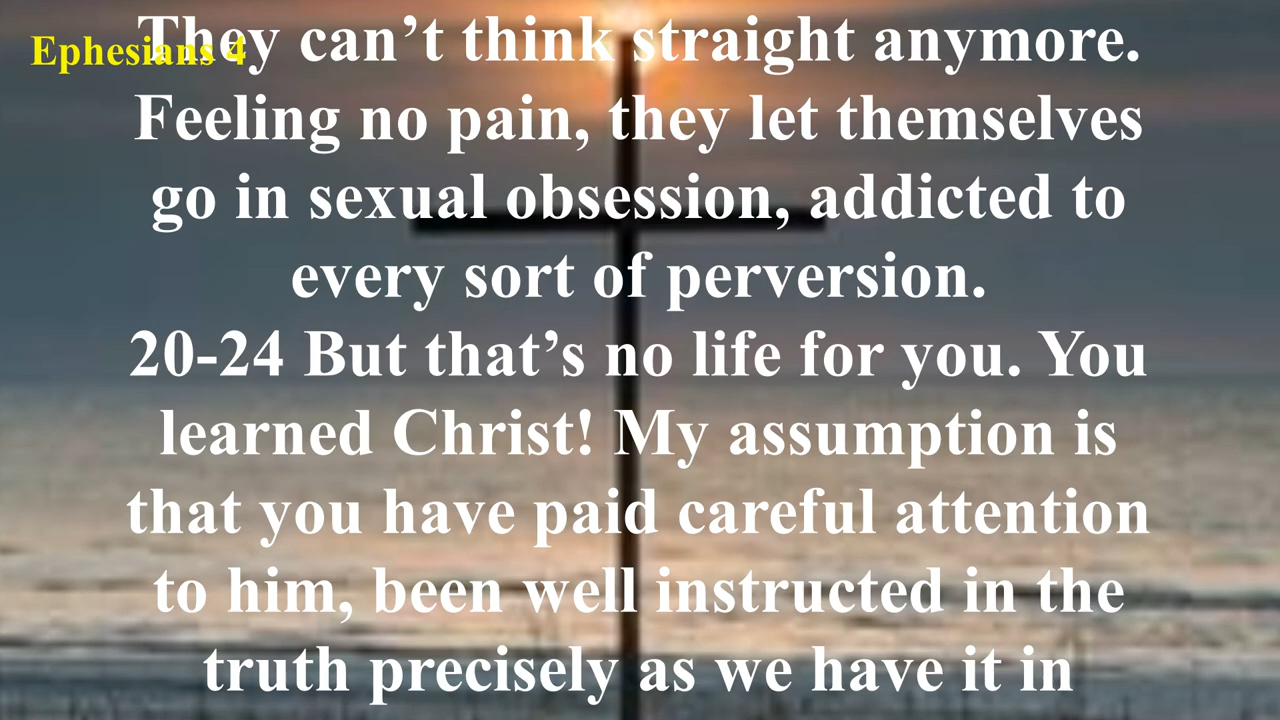 Ephesians 4
They can’t think straight anymore.
Feeling no pain, they let themselves
go in sexual obsession, addicted to
every sort of perversion.
20-24 But that’s no life for you. You
learned Christ! My assumption is
that you have paid careful attention
to him, been well instructed in the
truth precisely as we have it in